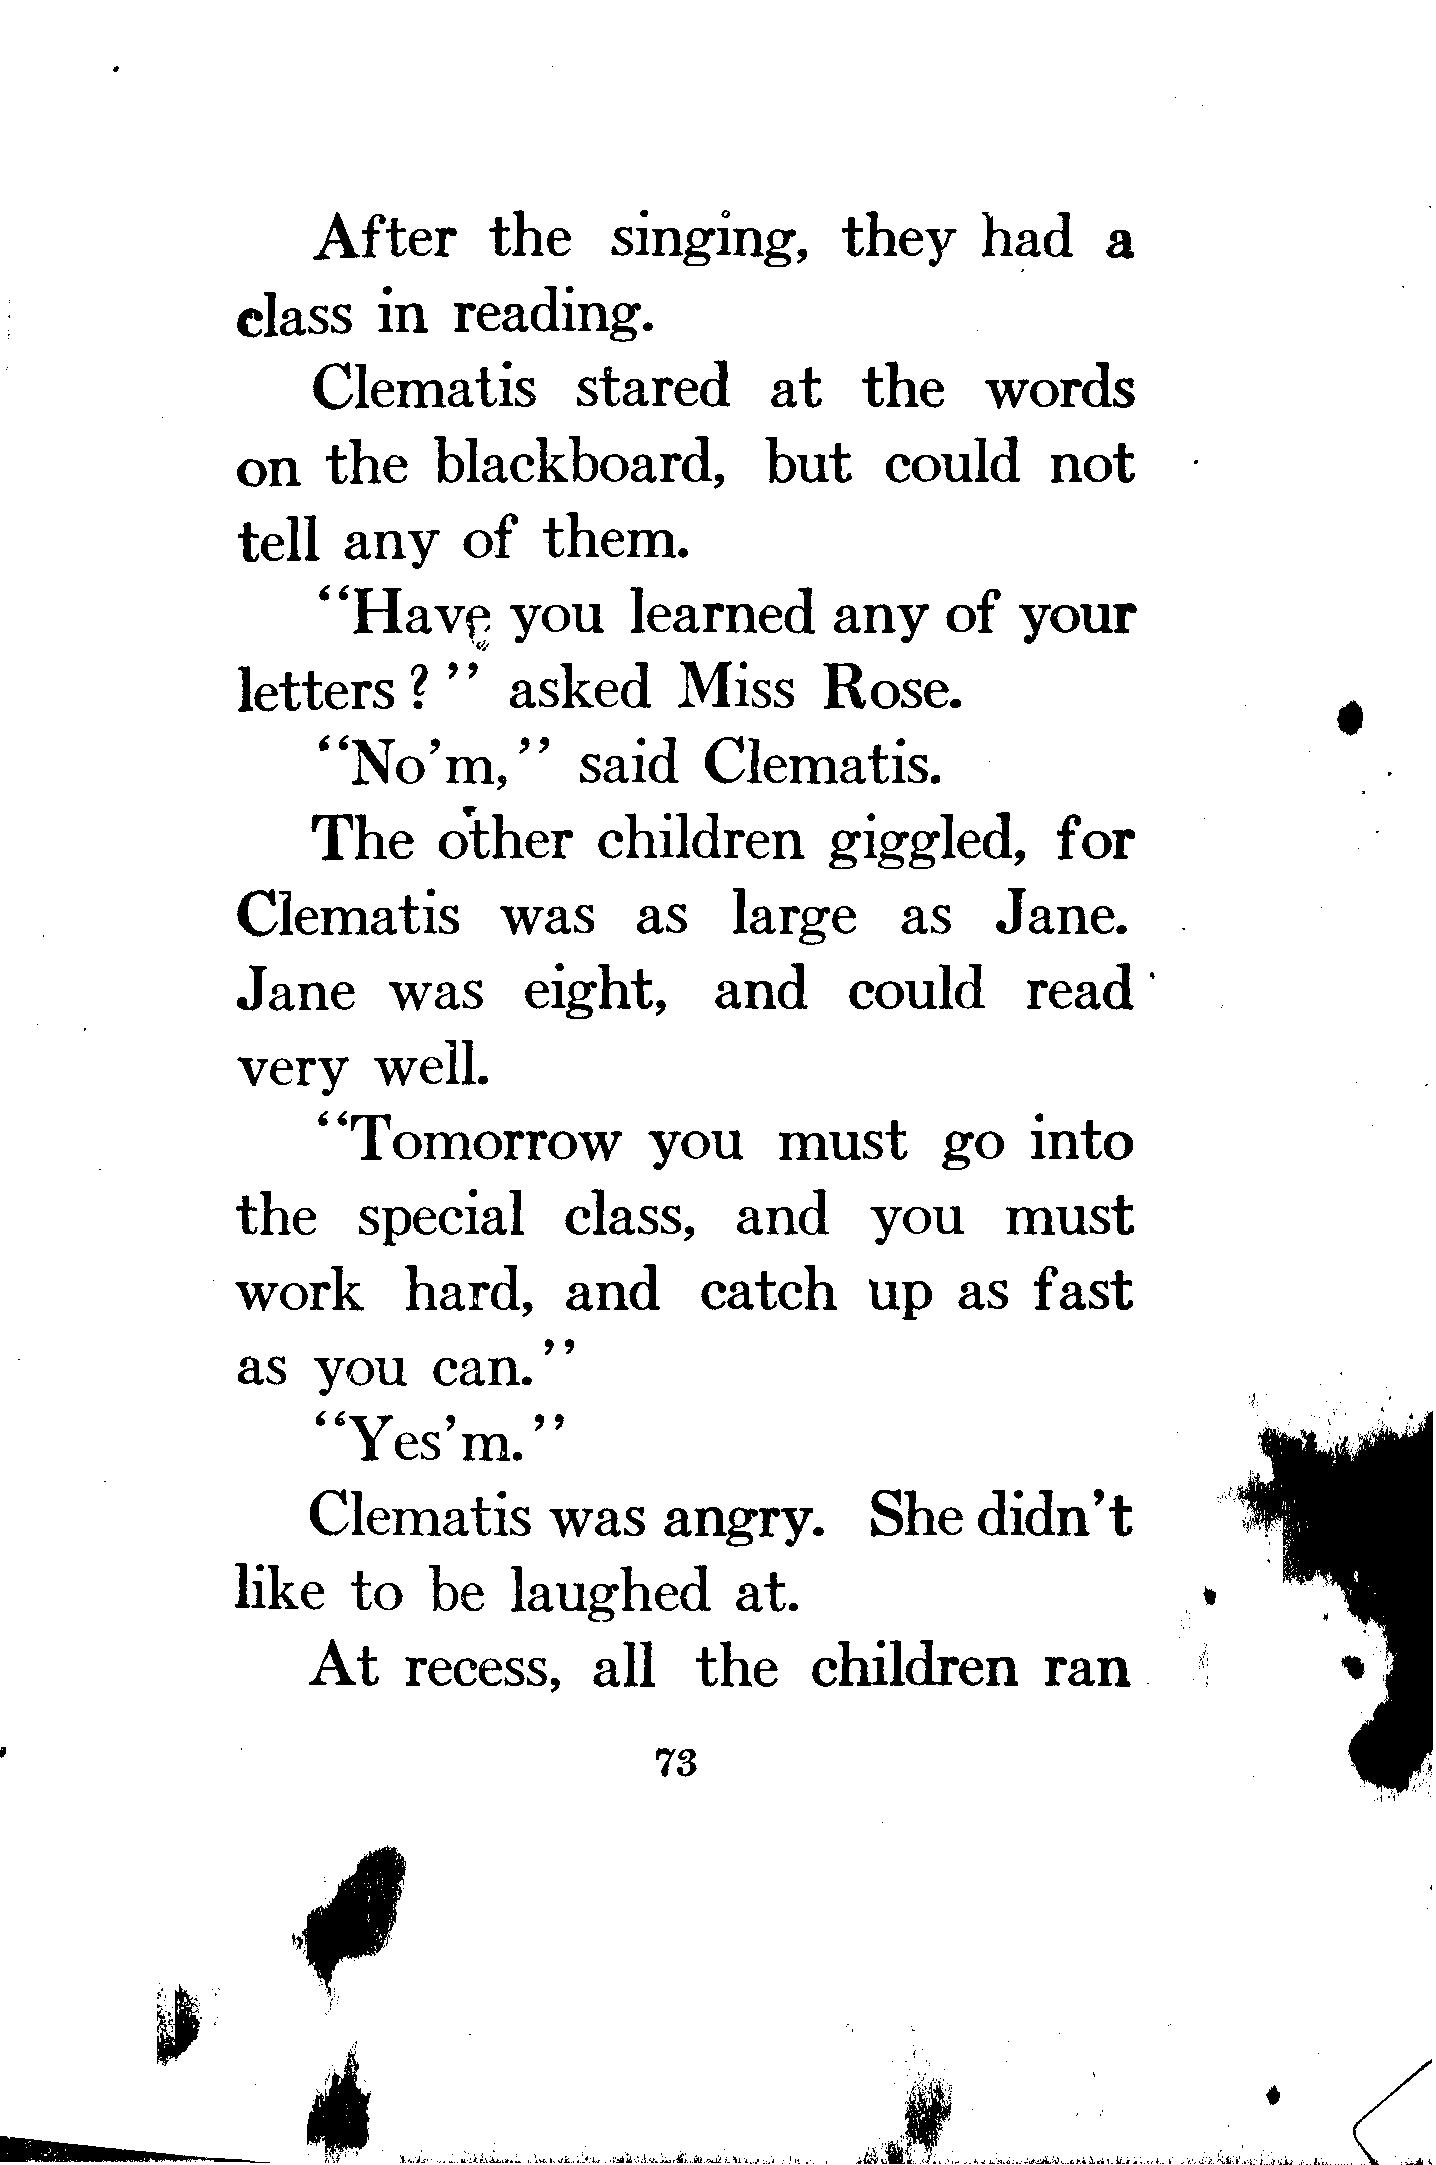 After the singing, they had a
class in reading.
Clematis stared at the words
on the blackboard, but could not
tell any of them.
"Have you learned any of your
letters?" asked Miss Rose.
"No'm," said Clematis.
The other children giggled, for
Clematis was as large as Jane.
Jane was eight, and could read
very well.
"Tomorrow you must go into
the special class, and you must
work hard, and catch up as fast
as you can."
"Yes'm."
Clematis was angry. She didn't
like to be laughed at.
At recess, all the children ran
73